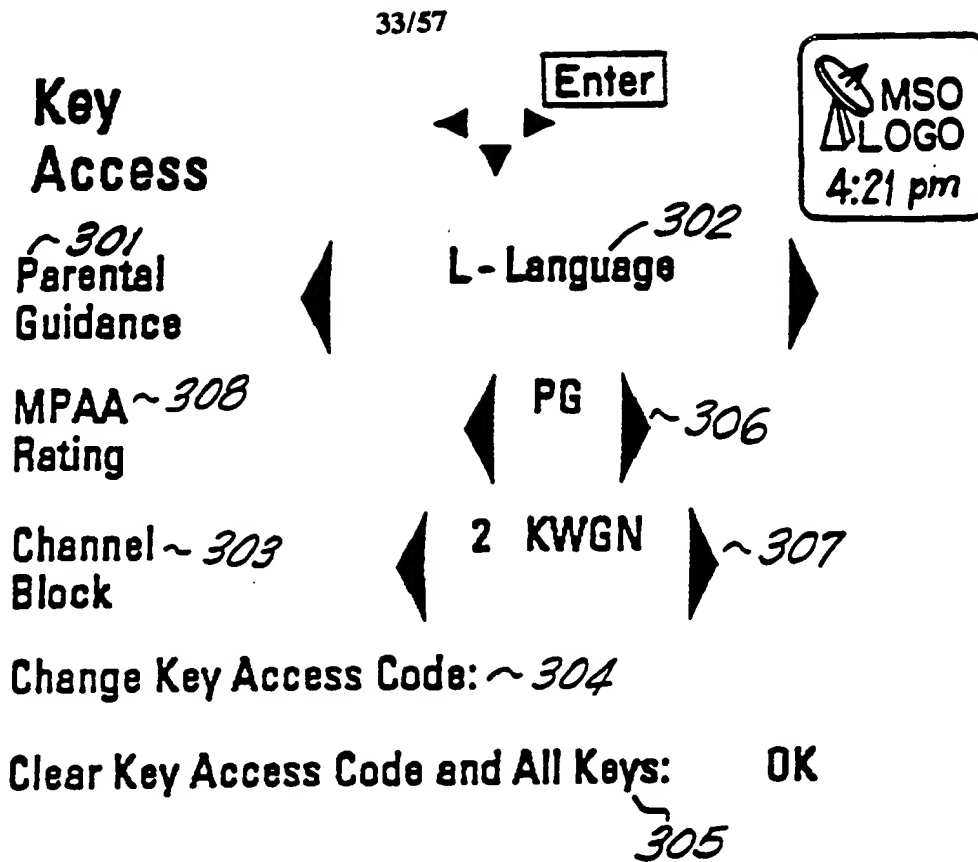 33/57
Key
Access
Enter
MSO
LOGO
4:21 pm
301
Parental
Guidance
L-Language
302
MPAA
Rating
308
PG
306
Channel
Block
303
2 KWGN
307
Change Key Access Code: 304
Clear Key Access Code and All Keys: OK
305